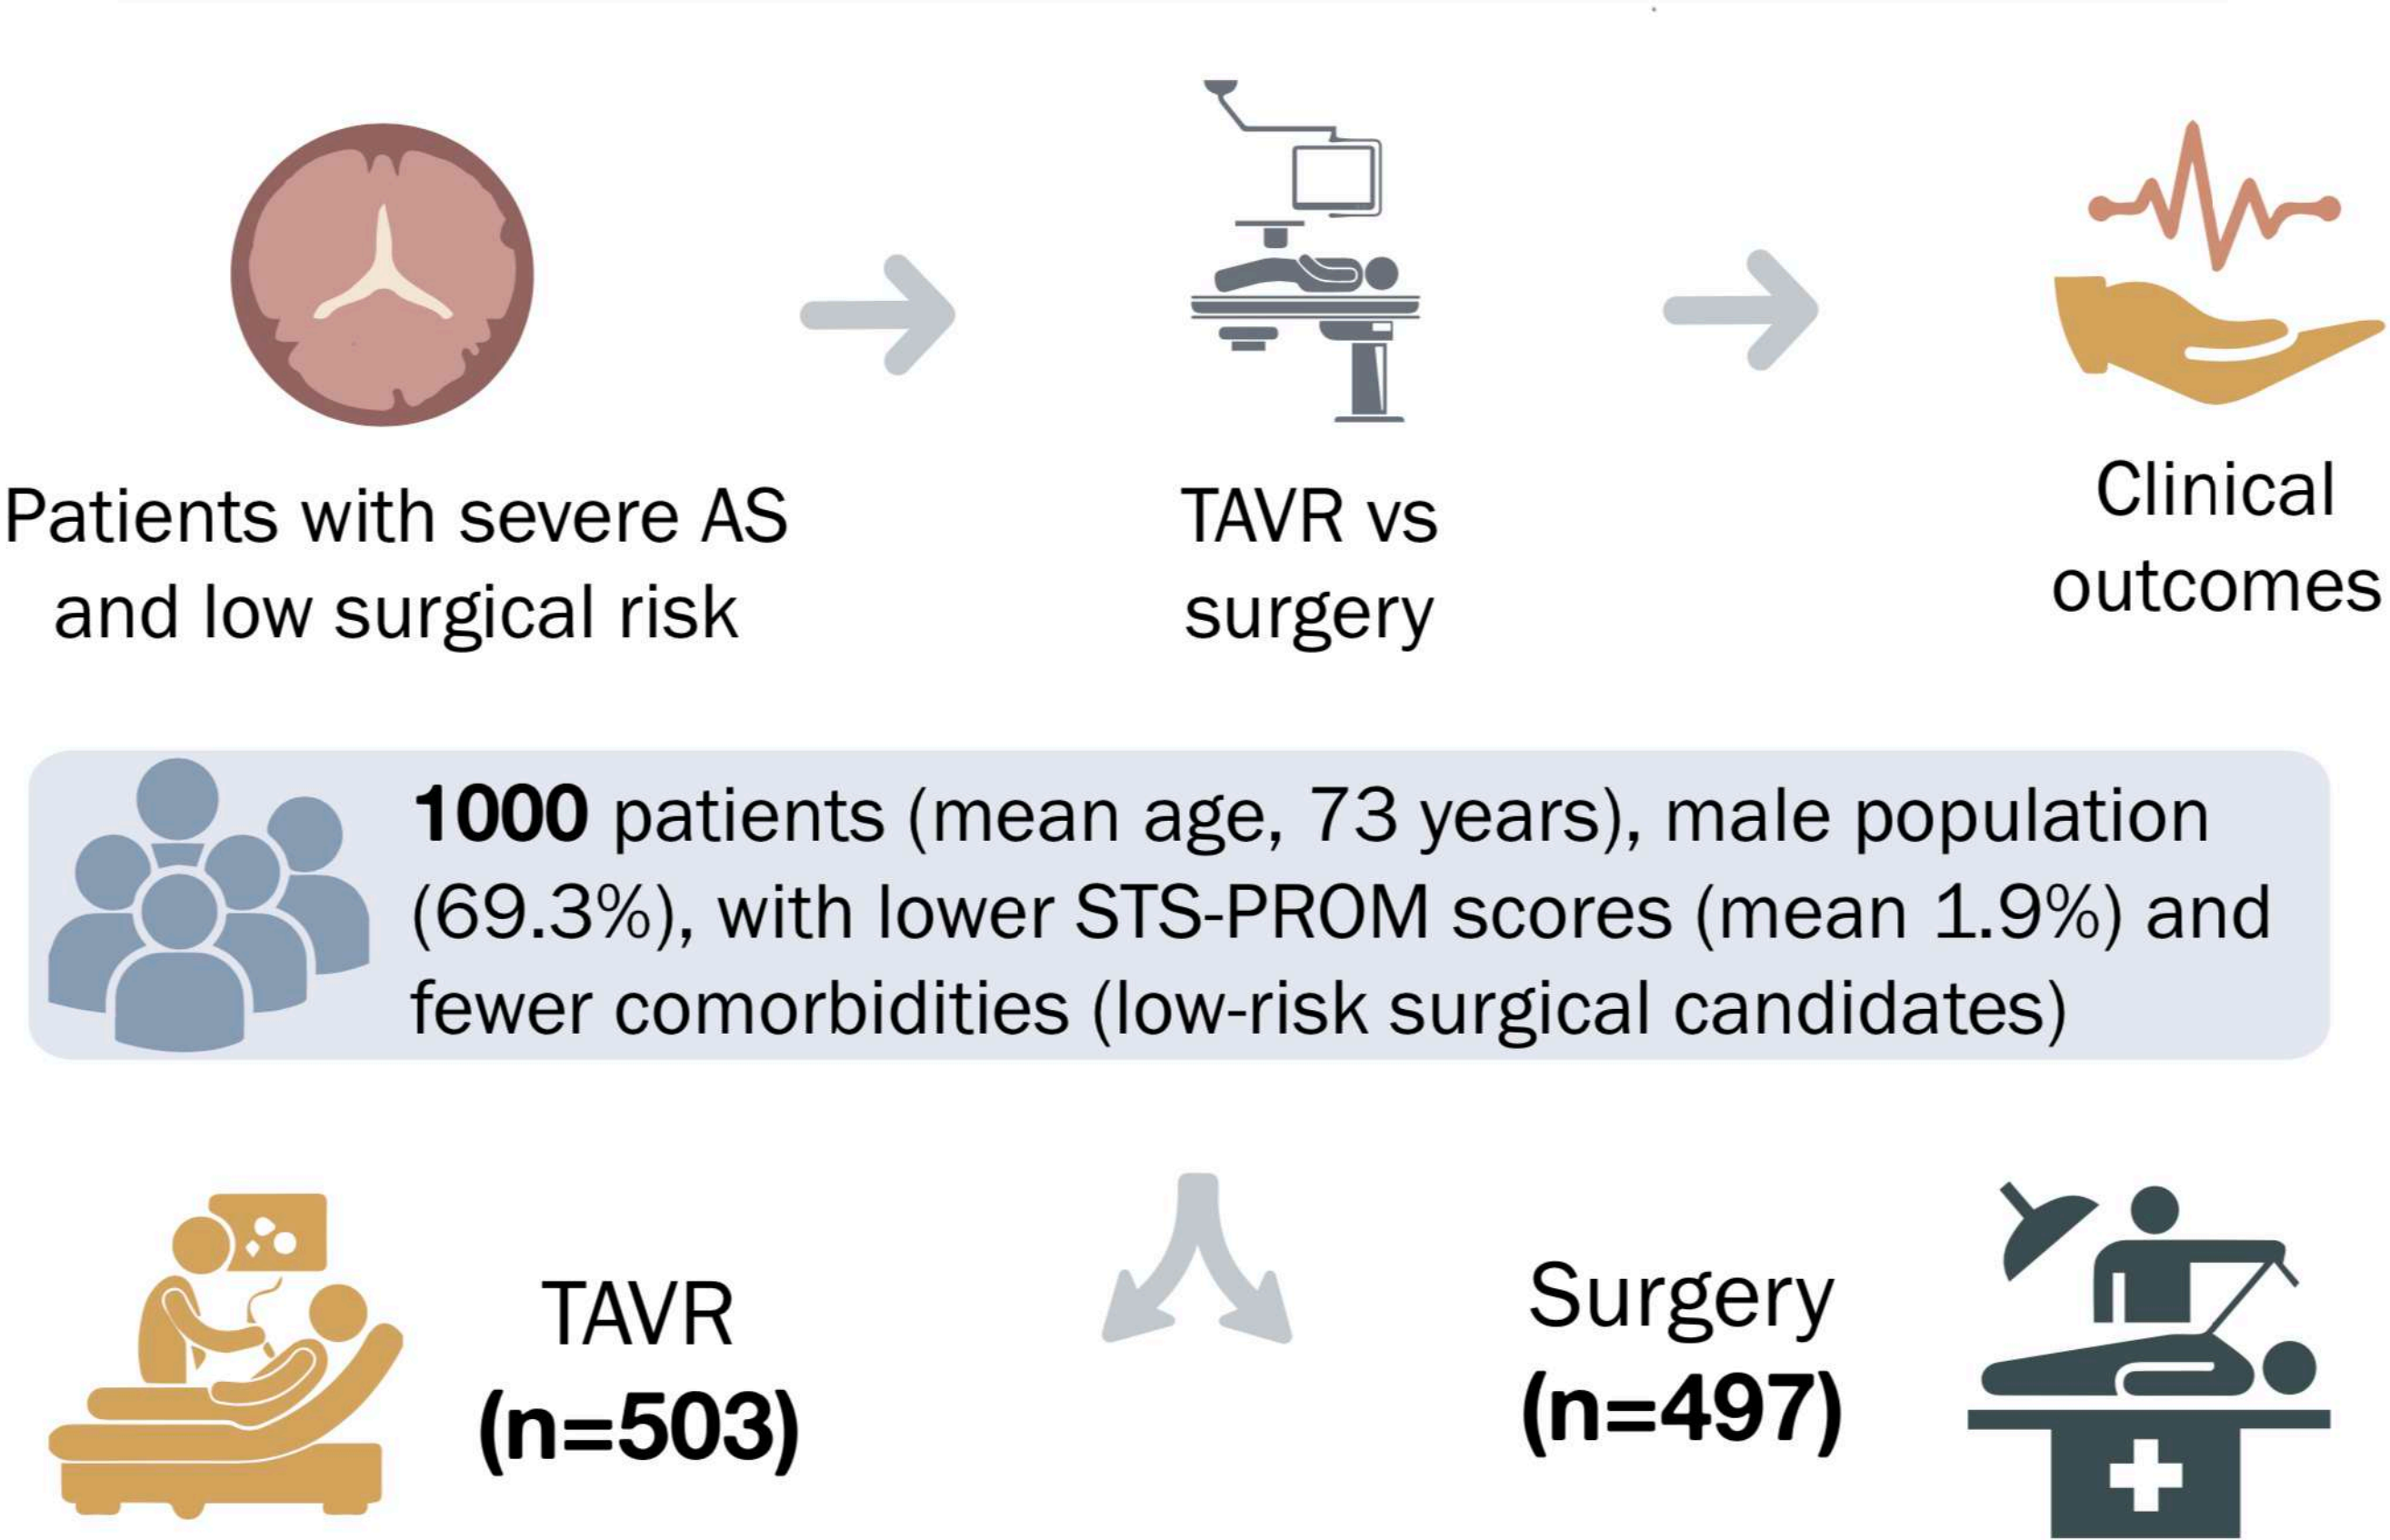 Patients with severe AS
and low surgical risk
TAVR vs
surgery
Clinical
outcomes
1000 patients (mean age, 73 years), male population
(69.3%), with lower STS-PROM scores (mean 1.9%) and
fewer comorbidities (low-risk surgical candidates)
TAVR
(n=503)
Surgery
(n=497)